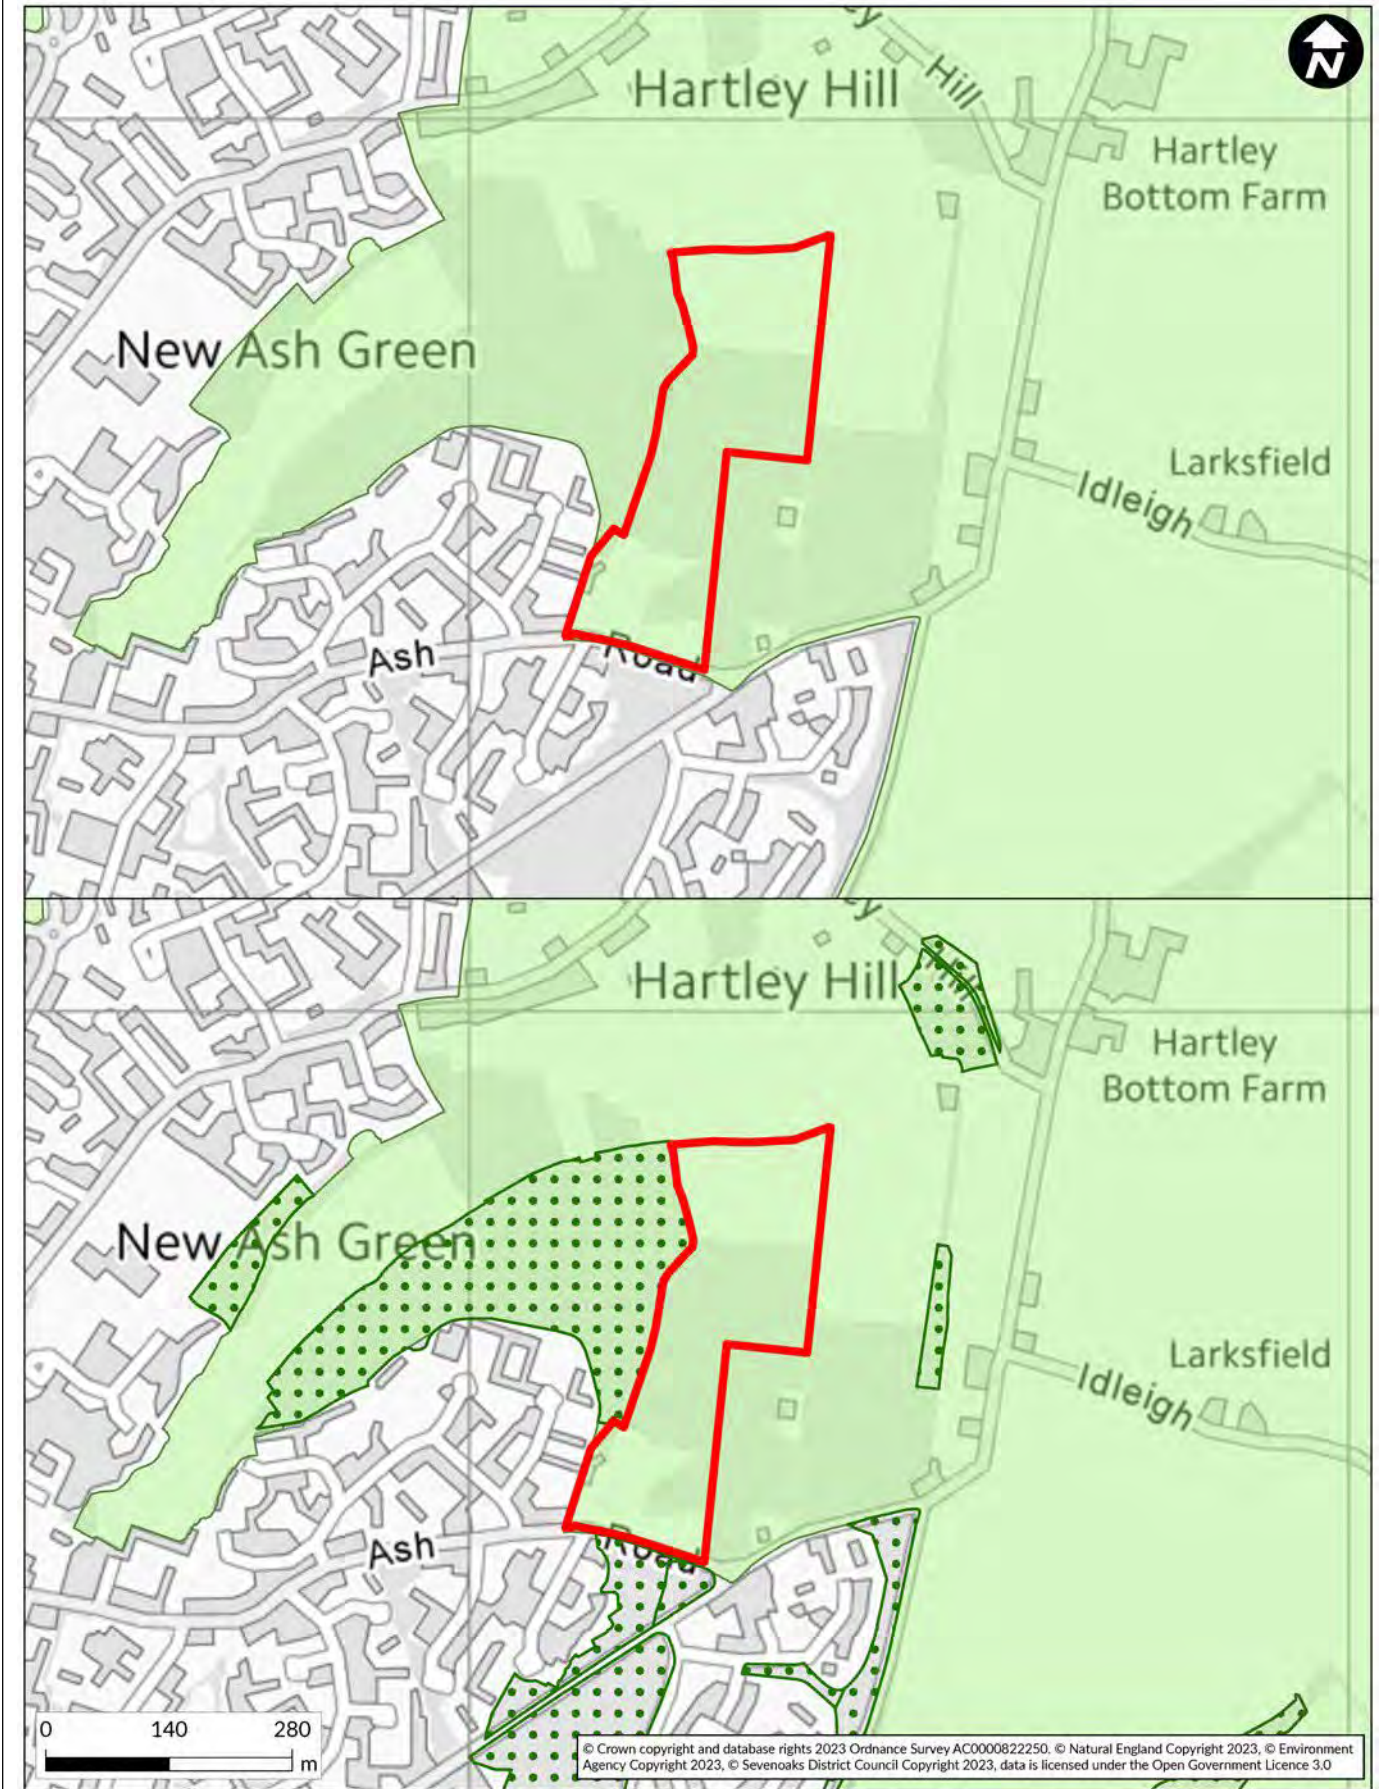 ey
Hill
Hartley Hill
N
Hartley
Bottom Farm
New Ash Green
Larksfield
Idleigh
Ash
Road
ey
Hill
Hartley Hill
Hartley
Bottom Farm
New Ash Green
Larksfield
Idleigh
Ash
Road
0 140 280
m
© Crown copyright and database rights 2023 Ordnance Survey AC0000822250. © Natural England Copyright 2023, © Environment
Agency Copyright 2023, © Sevenoaks District Council Copyright 2023, data is licensed under the Open Government Licence 3.0